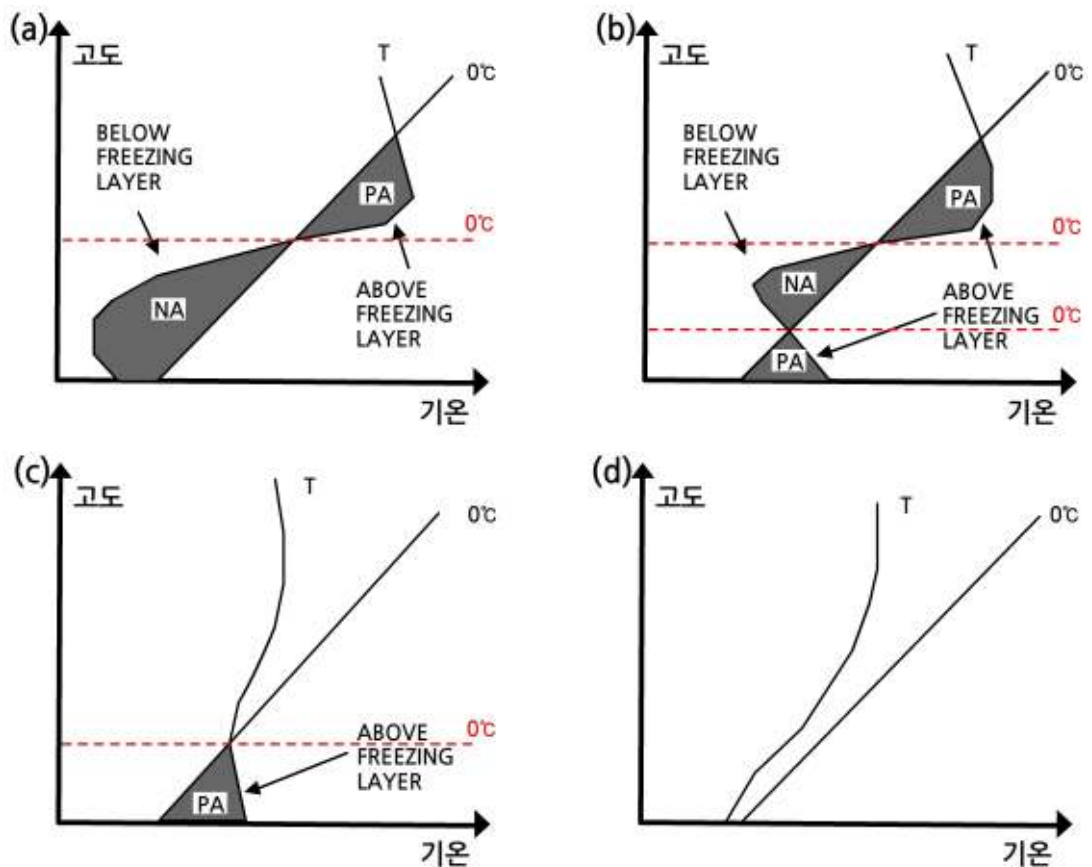 (a)
고도
T
0℃
BELOW
FREEZING
LAYER
PA
0℃
NA
ABOVE
FREEZING
LAYER
기온
(b)
고도
T
0℃
BELOW
FREEZING
LAYER
PA
0℃
NA
ABOVE
FREEZING
LAYER
0℃
PA
기온
(c)
고도
T
0℃
0℃
ABOVE
FREEZING
LAYER
PA
기온
(d)
고도
T
0℃
기온